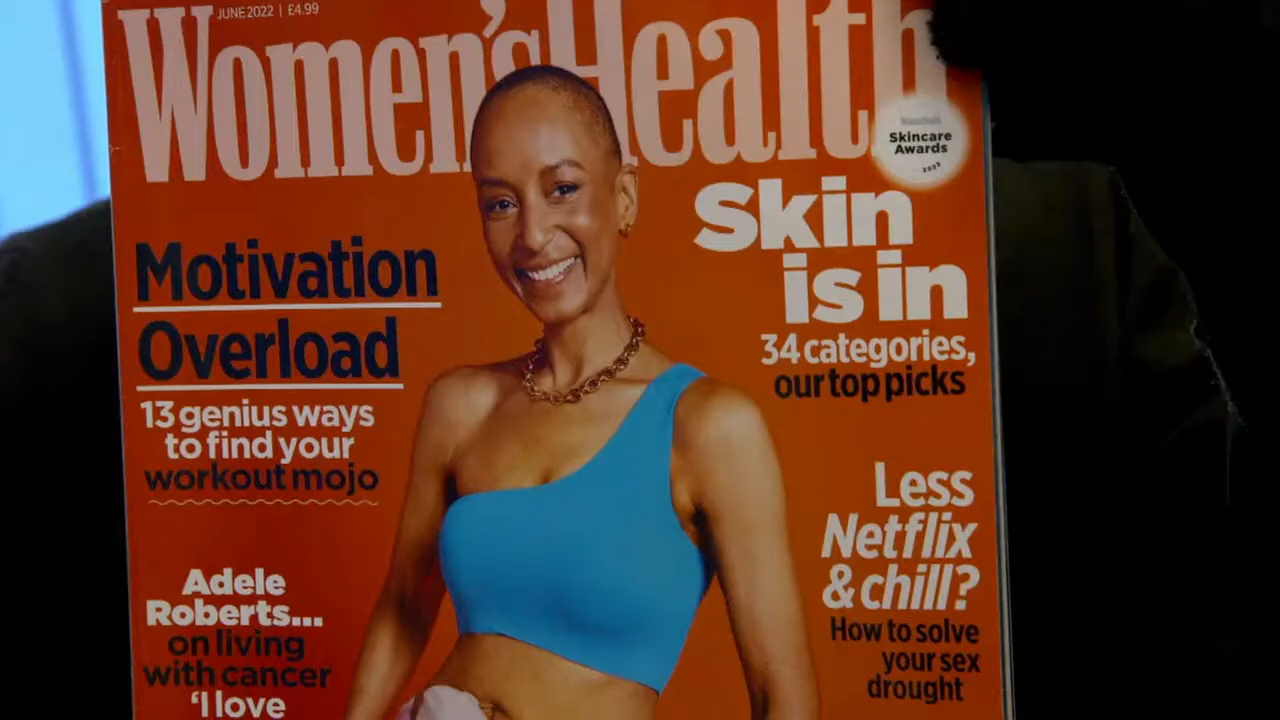 JUNE 2022 | £4.99
Women's Health
Skincare
Awards
2022
Skin
is in
34 categories,
our top picks
Motivation
Overload
13 genius ways
to find your
workout mojo
Less
Netflix
& chill?
How to solve
your sex
drought
Adele
Roberts...
on living
with cancer
'I love